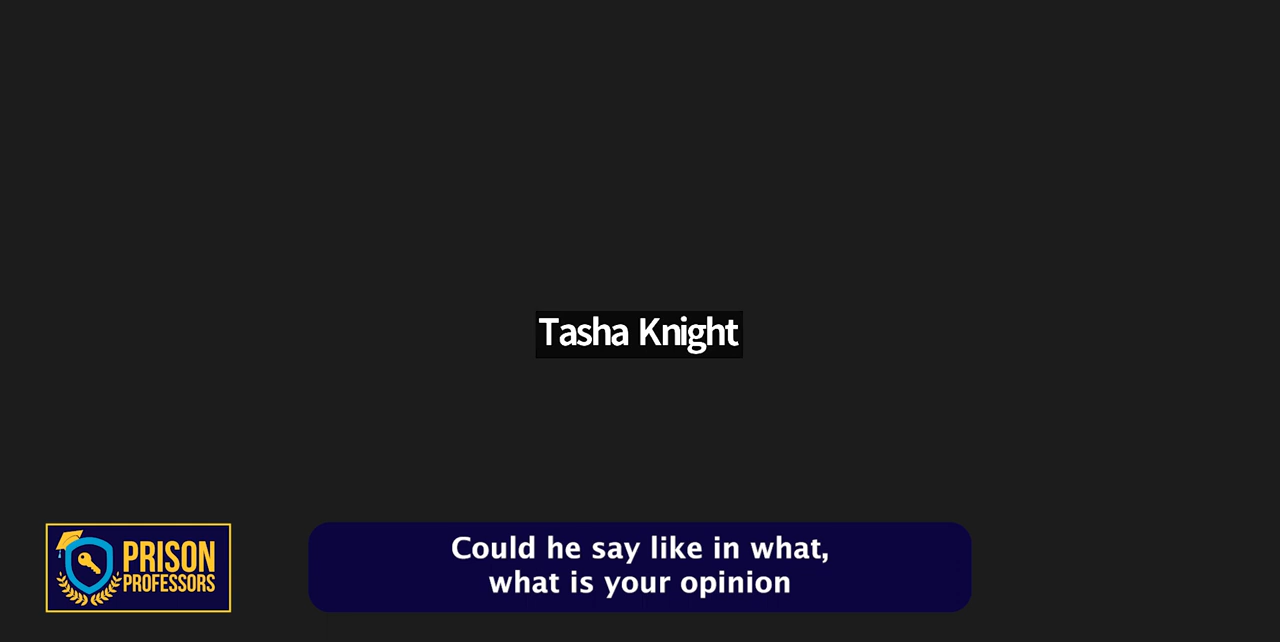 Tasha Knight
PRISON
PROFESSORS
Could he say like in what,
what is your opinion